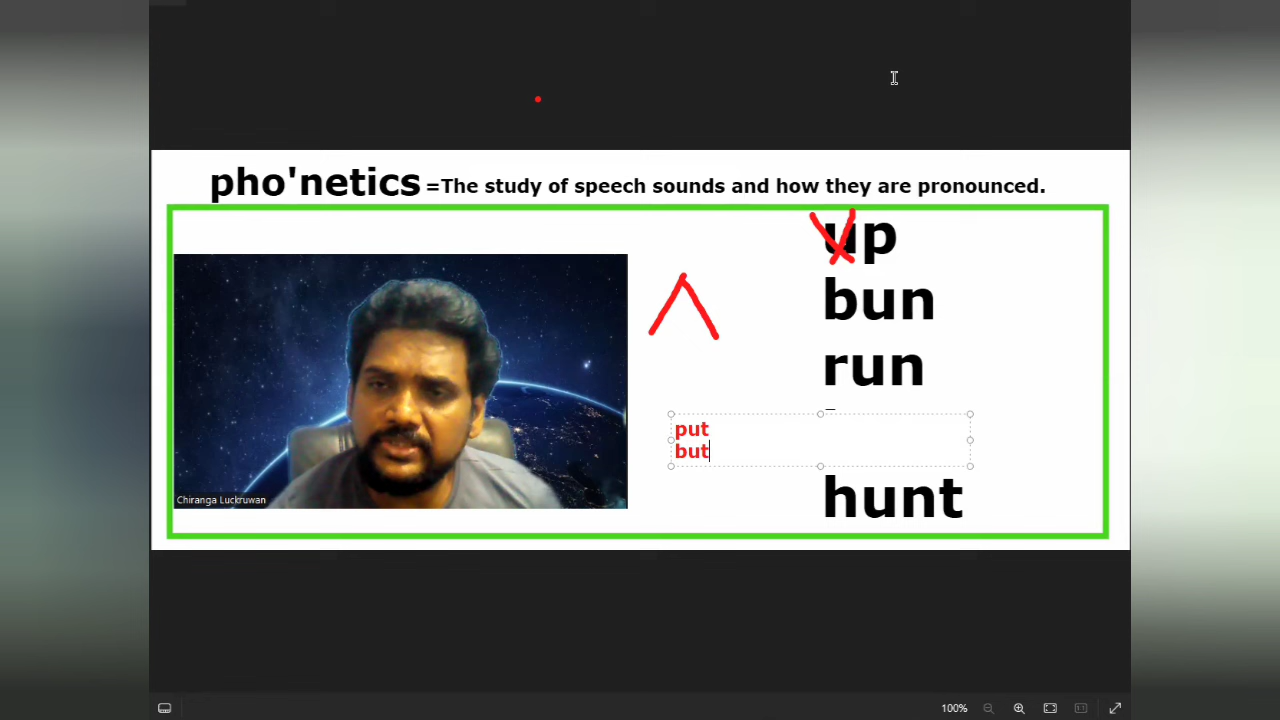 pho'netics =The study of speech sounds and how they are pronounced.
up
bun
run
put
but
hunt
Chiranga Luckruwan
100%